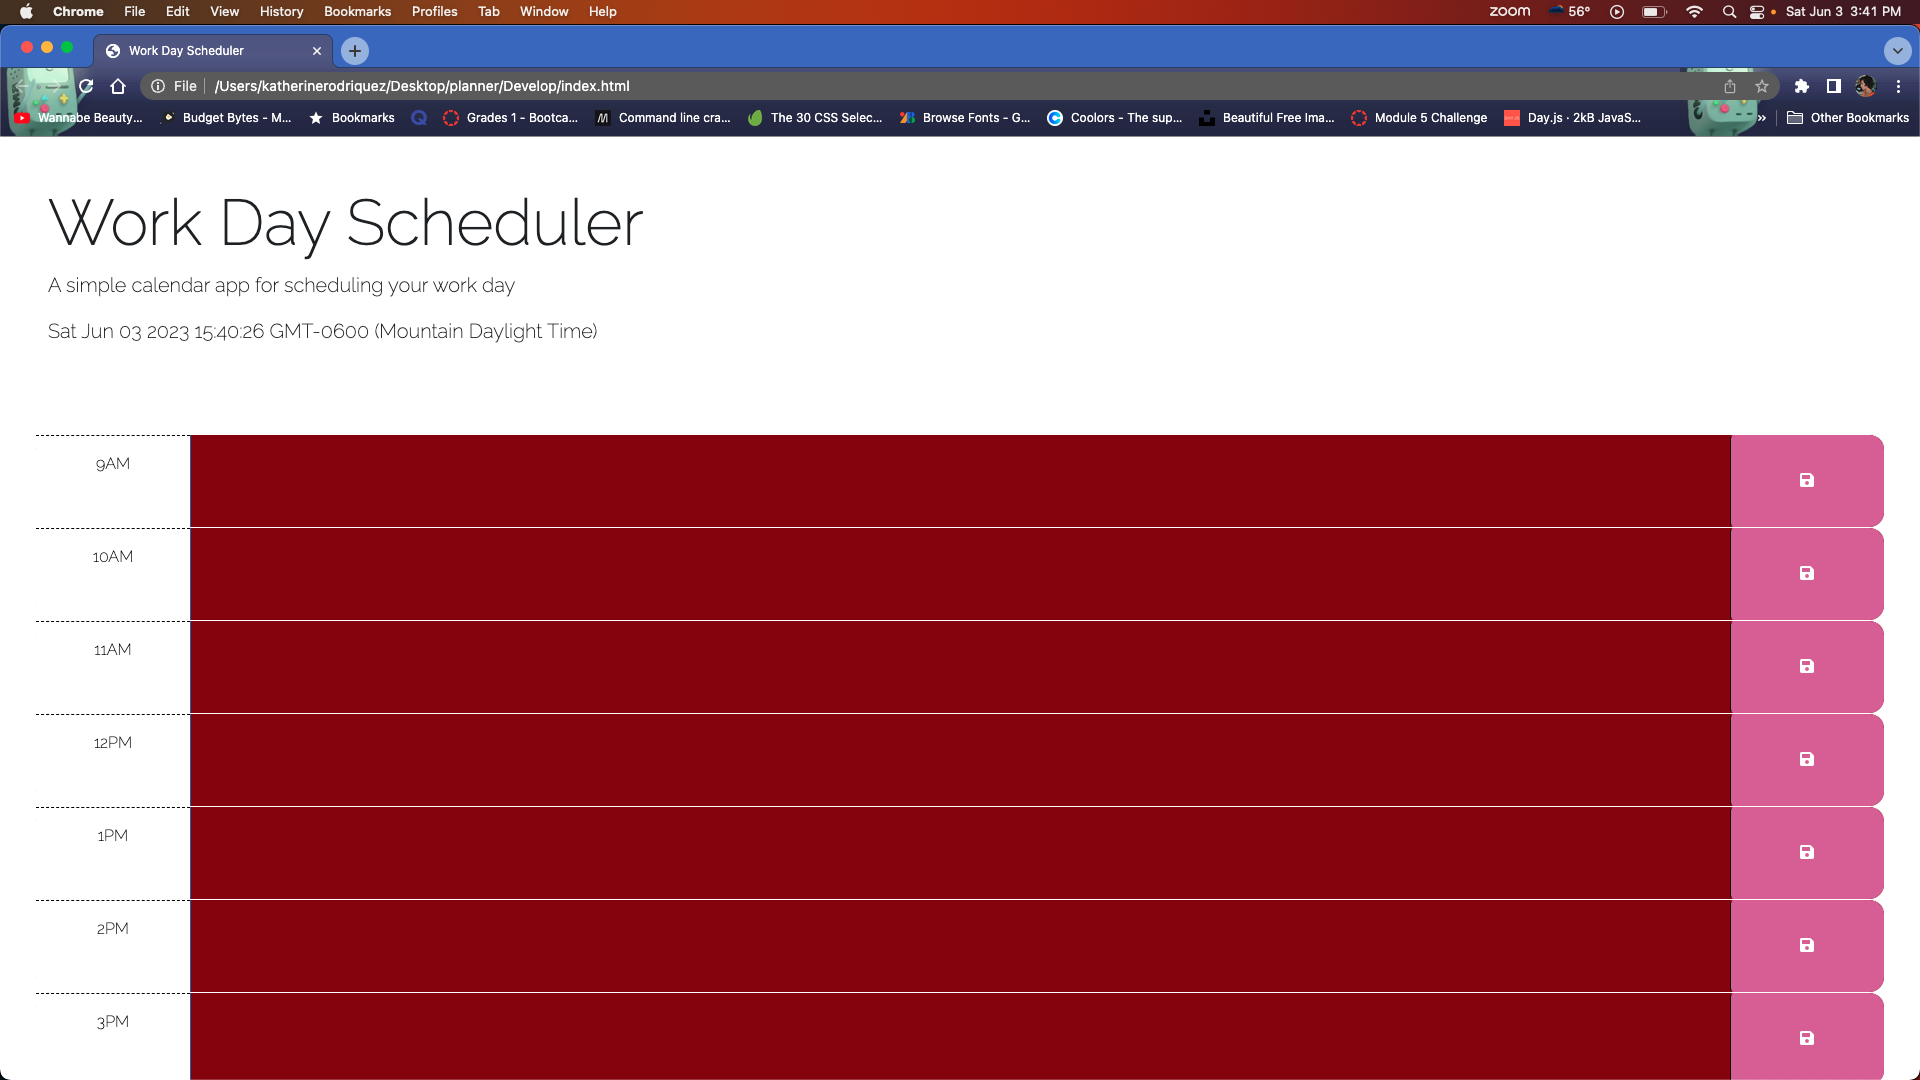 Chrome File Edit View History Bookmarks Profiles Tab Window Help zoom 56° Sat Jun 3 3:41 PM
Work Day Scheduler
File /Users/katherinerodriquez/Desktop/planner/Develop/index.html
Wannabe Beauty... Budget Bytes - M... Bookmarks Grades 1 - Bootca... Command line cra... The 30 CSS Selec... Browse Fonts - G... Coolors - The sup... Beautiful Free Ima... Module 5 Challenge Day.js · 2kB JavaS... » Other Bookmarks
Work Day Scheduler
A simple calendar app for scheduling your work day
Sat Jun 03 2023 15:40:26 GMT-0600 (Mountain Daylight Time)
9AM
10AM
11AM
12PM
1PM
2PM
3PM